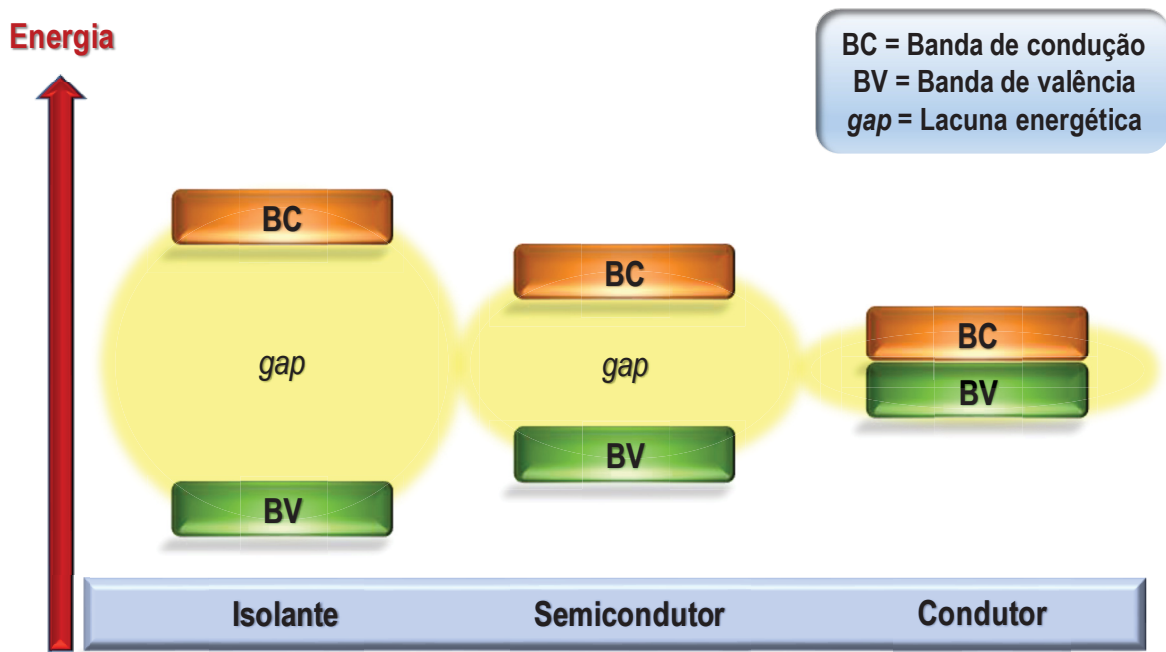 Energia
BC = Banda de condução
BV = Banda de valência
gap = Lacuna energética
BC
gap
BV
BC
gap
BV
BC
BV
Isolante
Semicondutor
Condutor